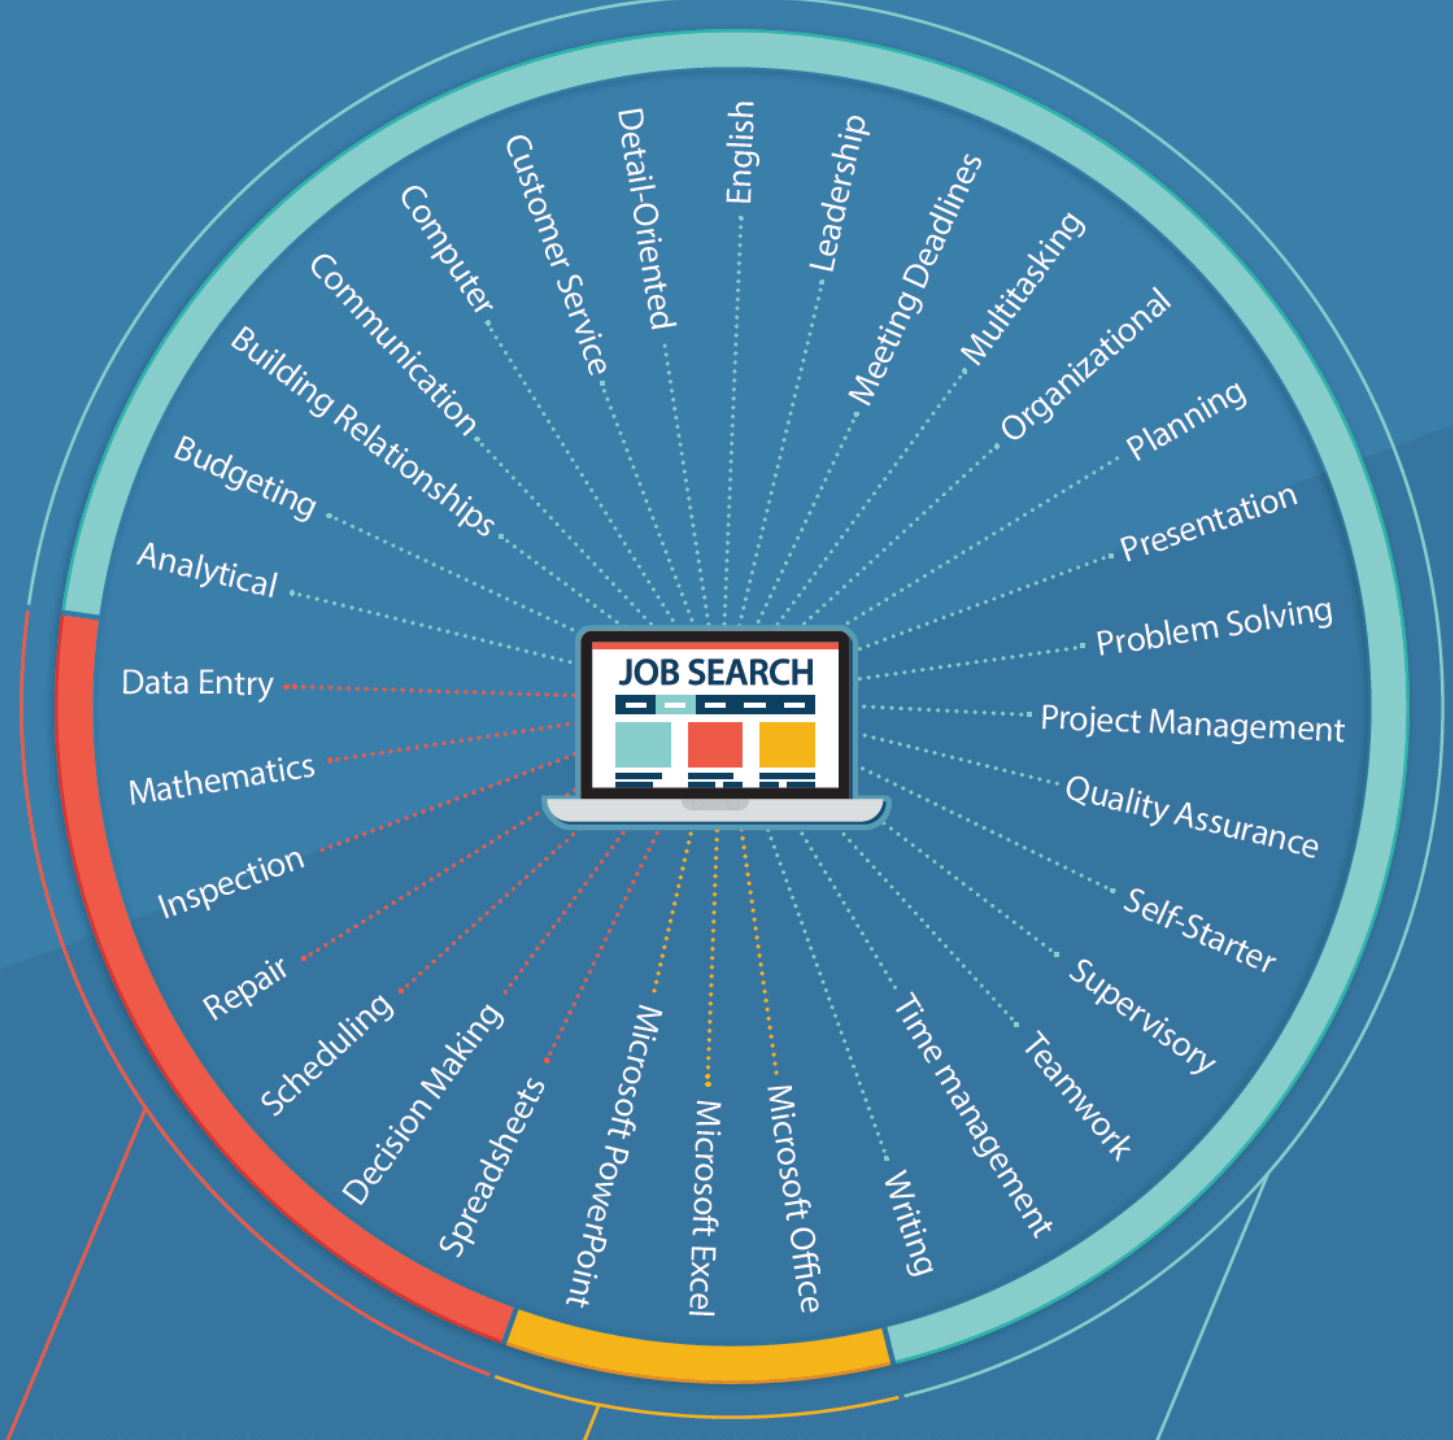 Analytical
Budgeting
Building Relationships
Communication
Computer
Customer Service
Detail-Oriented
English
Leadership
Meeting Deadlines
Multitasking
Organizational
Planning
Presentation
Problem Solving
Project Management
Quality Assurance
Self-Starter
Supervisory
Teamwork
Time management
Writing
Microsoft Office
Microsoft Excel
Microsoft PowerPoint
Spreadsheets
Decision Making
Scheduling
Repair
Inspection
Mathematics
Data Entry
JOB SEARCH